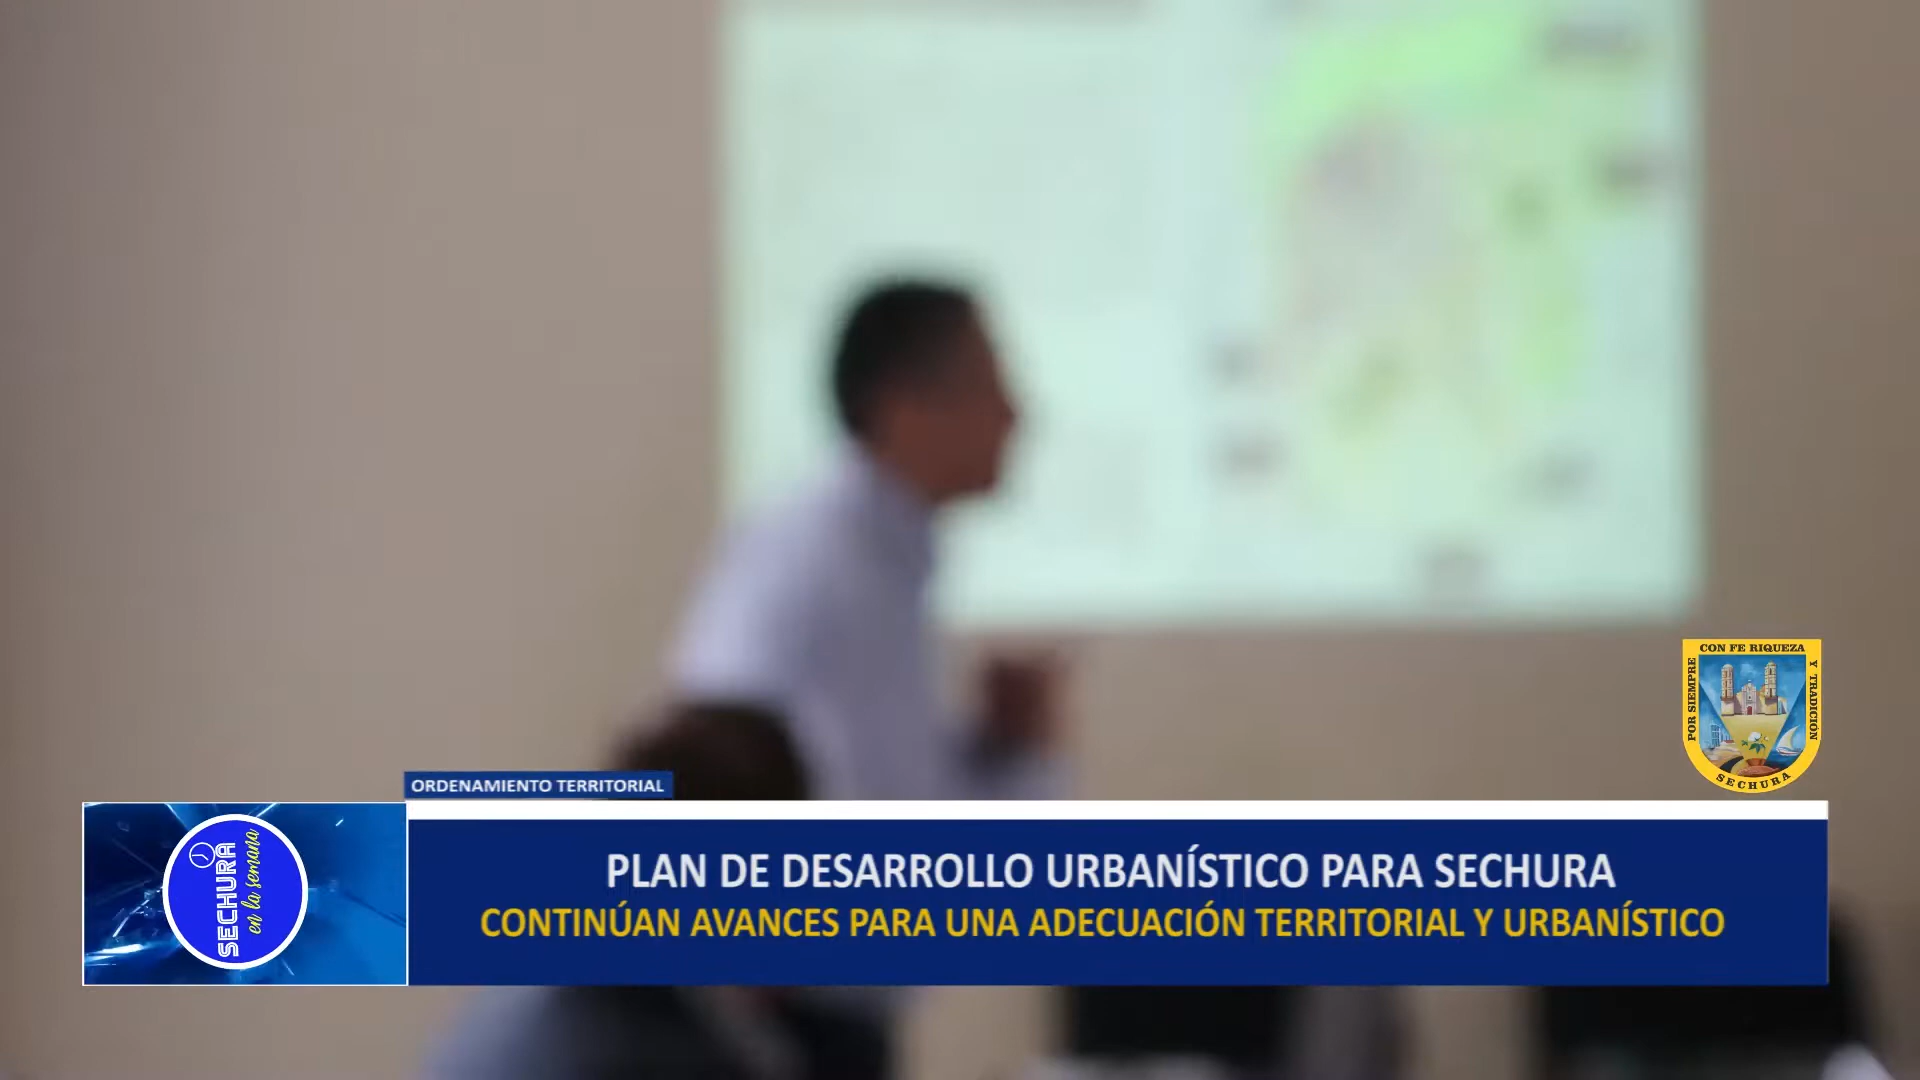 POR SIEMPRE
CON FE RIQUEZA
Y TRADICIÓN
SECHURA
ORDENAMIENTO TERRITORIAL
SECHURA
en la semana
PLAN DE DESARROLLO URBANÍSTICO PARA SECHURA
CONTINÚAN AVANCES PARA UNA ADECUACIÓN TERRITORIAL Y URBANÍSTICO